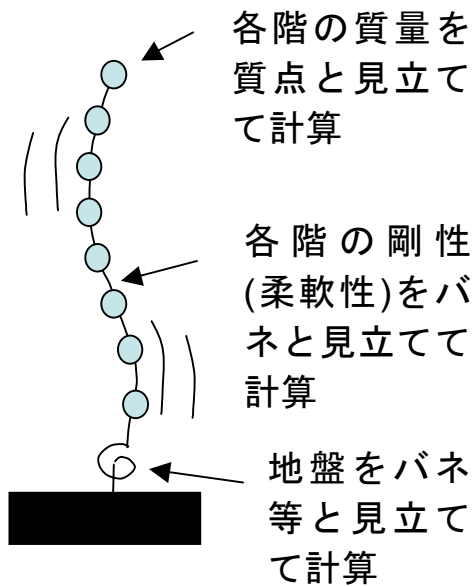 各階の質量を
質点と見立て
て計算
各階の剛性
(柔軟性)をバ
ネと見立てて
計算
地盤をバネ
等と見立て
て計算